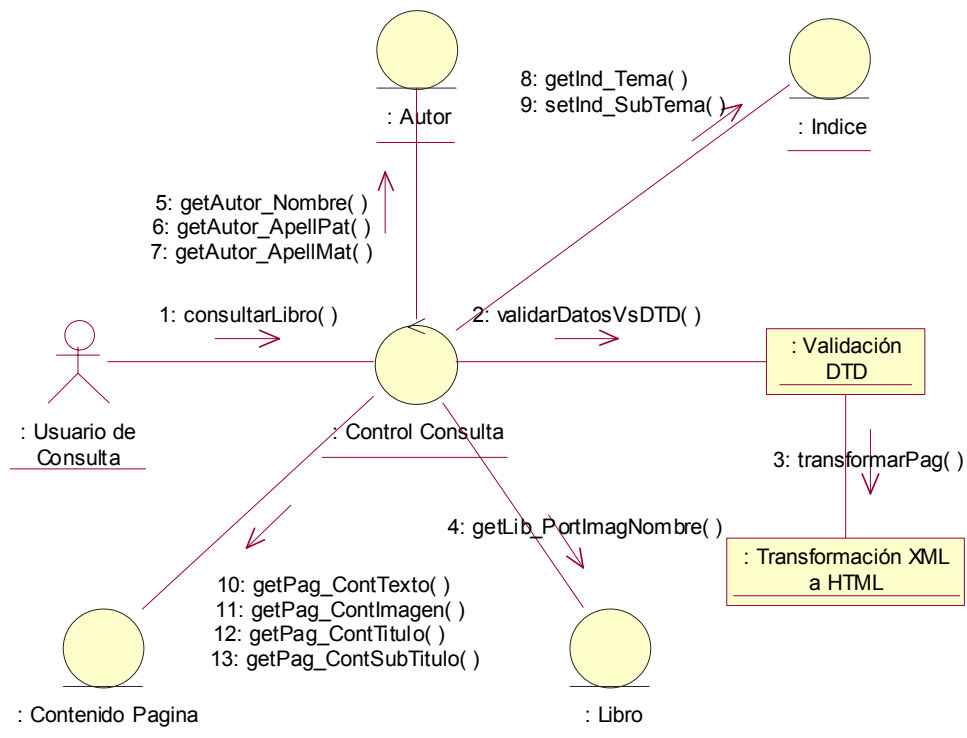 8: getInd_Tema( )
9: setInd_SubTema( )
: Autor
: Indice
5: getAutor_Nombre( )
6: getAutor_ApellPat( )
7: getAutor_ApellMat( )
1: consultarLibro( )
2: validarDatosVsDTD( )
: Validación
DTD
: Usuario de
Consulta
: Control Consulta
3: transformarPag( )
4: getLib_PortImagNombre( )
: Transformación XML
a HTML
10: getPag_ContTexto( )
11: getPag_ContImagen( )
12: getPag_ContTitulo( )
13: getPag_ContSubTitulo( )
: Contenido Pagina
: Libro